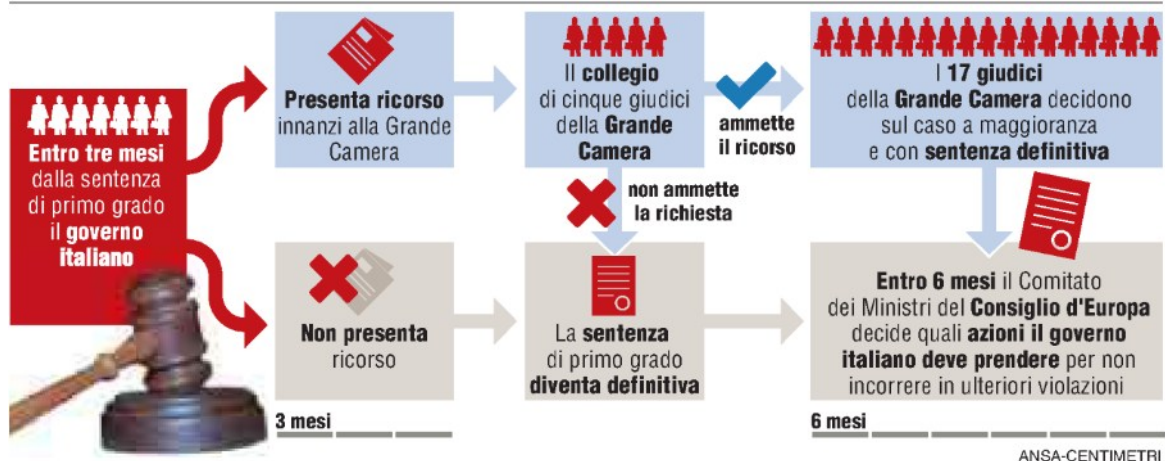 Entro tre mesi
dalla sentenza
di primo grado
il governo
italiano
Presenta ricorso
innanzi alla Grande
Camera
Il collegio
di cinque giudici
della Grande
Camera
ammette
il ricorso
I 17 giudici
della Grande Camera decidono
sul caso a maggioranza
e con sentenza definitiva
non ammette
la richiesta
Non presenta
ricorso
La sentenza
di primo grado
diventa definitiva
Entro 6 mesi il Comitato
dei Ministri del Consiglio d'Europa
decide quali azioni il governo
italiano deve prendere per non
incorrere in ulteriori violazioni
3 mesi
6 mesi
ANSA-CENTIMETRI